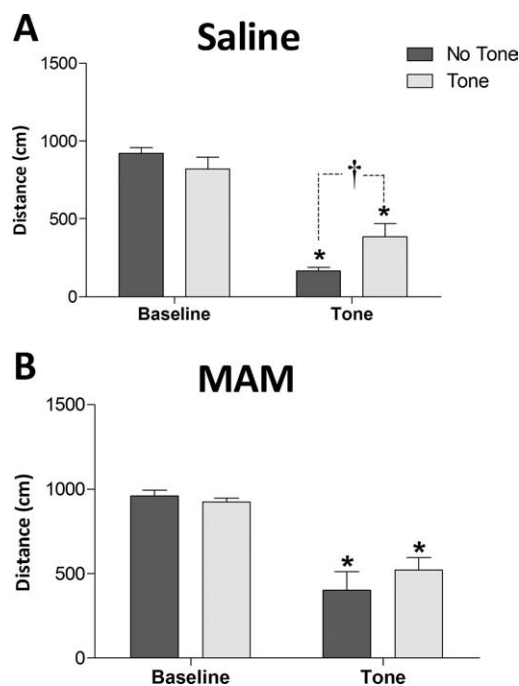 A
Saline
No Tone
Tone
Distance (cm)
1500
1000
500
0
†
*
*
Baseline
Tone
B
MAM
Distance (cm)
1500
1000
500
0
*
*
Baseline
Tone